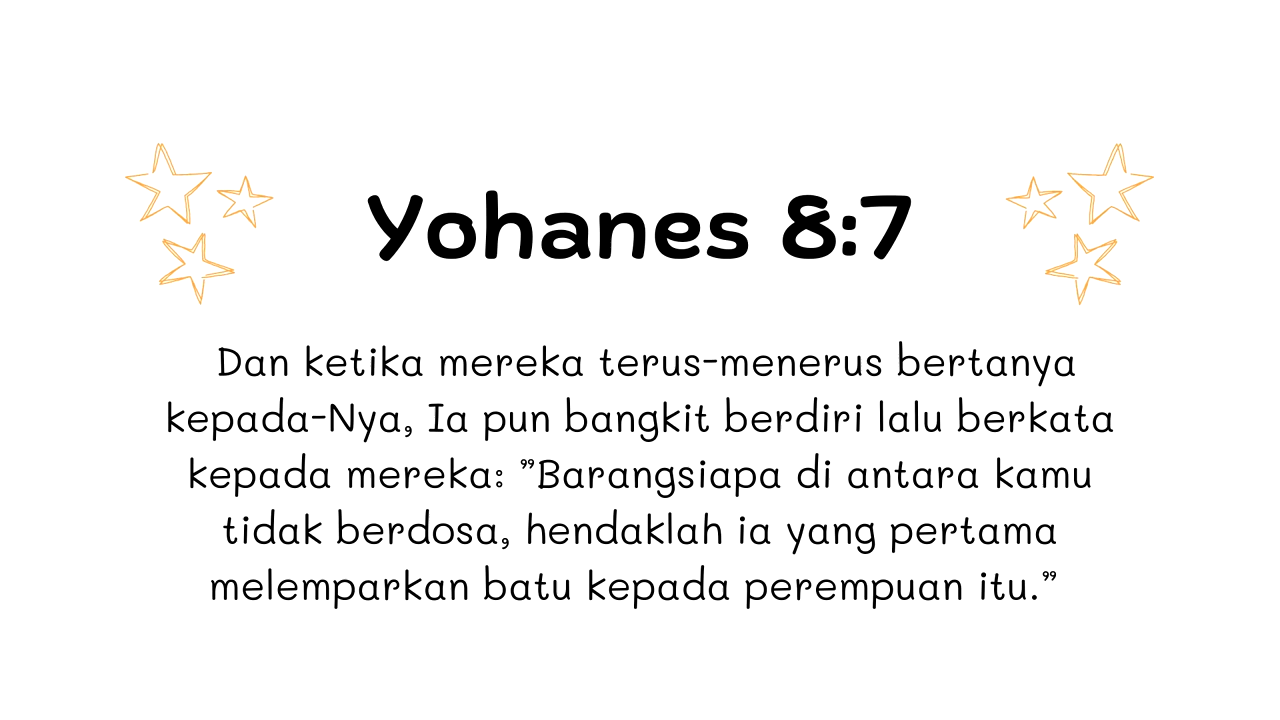 Yohanes 8:7
Dan ketika mereka terus-menerus bertanya
kepada-Nya, Ia pun bangkit berdiri lalu berkata
kepada mereka: ”Barangsiapa di antara kamu
tidak berdosa, hendaklah ia yang pertama
melemparkan batu kepada perempuan itu.”